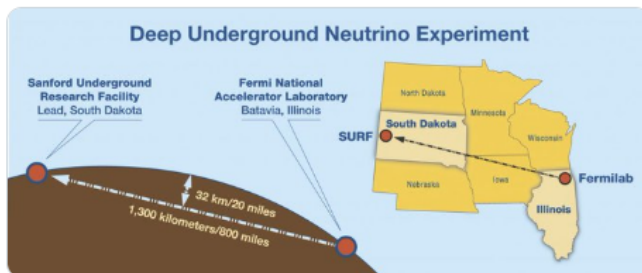 Deep Underground Neutrino Experiment
Sanford Underground
Research Facility
Lead, South Dakota
Fermi National
Accelerator Laboratory
Batavia, Illinois
32 km/20 miles
1,300 kilometers/800 miles
North Dakota
Minnesota
South Dakota
SURF
Wisconsin
Nebraska
Iowa
Fermilab
Illinois